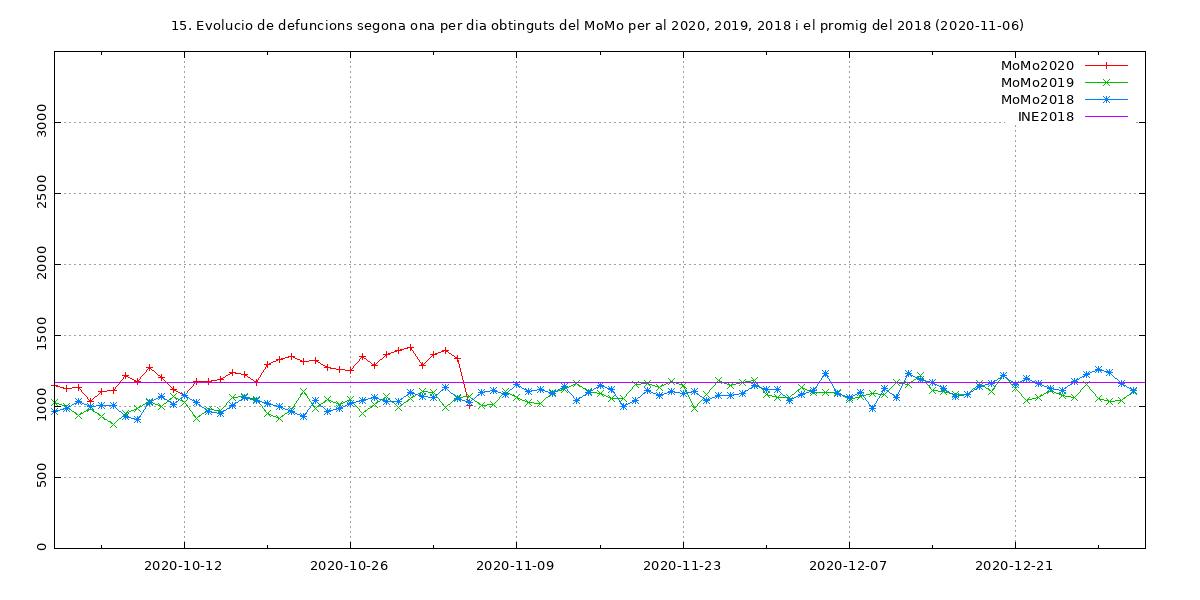 15. Evolucio de defuncions segona ona per dia obtinguts del MoMo per al 2020, 2019, 2018 i el promig del 2018 (2020-11-06)
MoMo2020
MoMo2019
MoMo2018
INE2018
3000
2500
2000
1500
1000
500
0
2020-10-12 2020-10-26 2020-11-09 2020-11-23 2020-12-07 2020-12-21